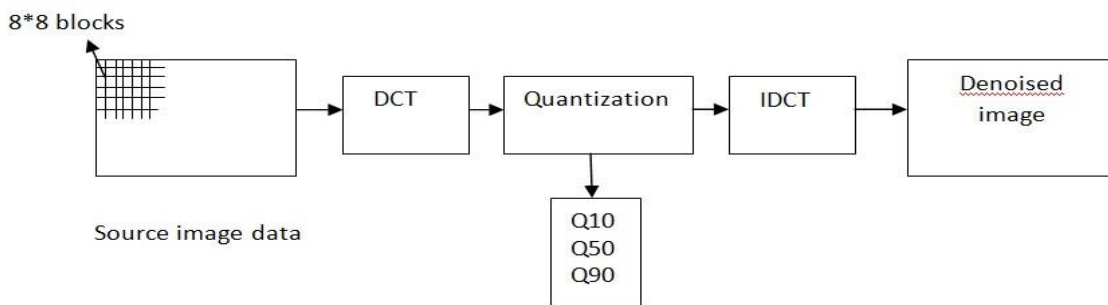 8*8 blocks
DCT
Quantization
IDCT
Denoised
image
Source image data
Q10
Q50
Q90